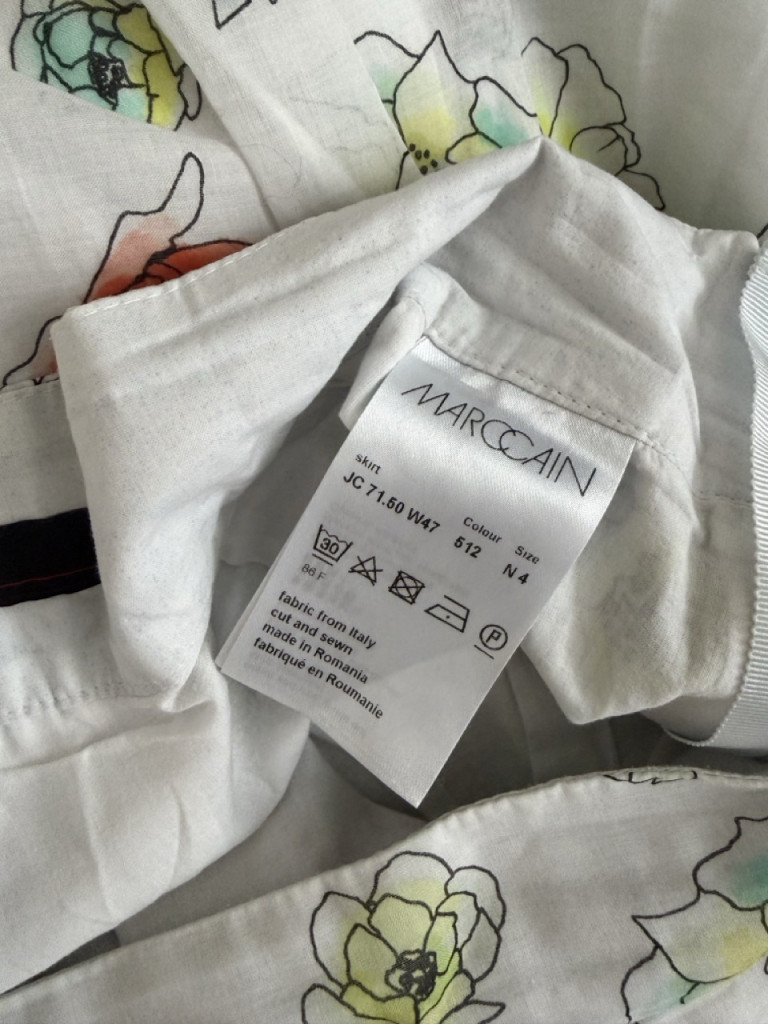 MARCCAIN
skirt
JC 71.50 W47
Colour
512
Size
N 4
30
P
86 F
fabric from Italy
cut and sewn
made in Romania
fabriqué en Roumanie